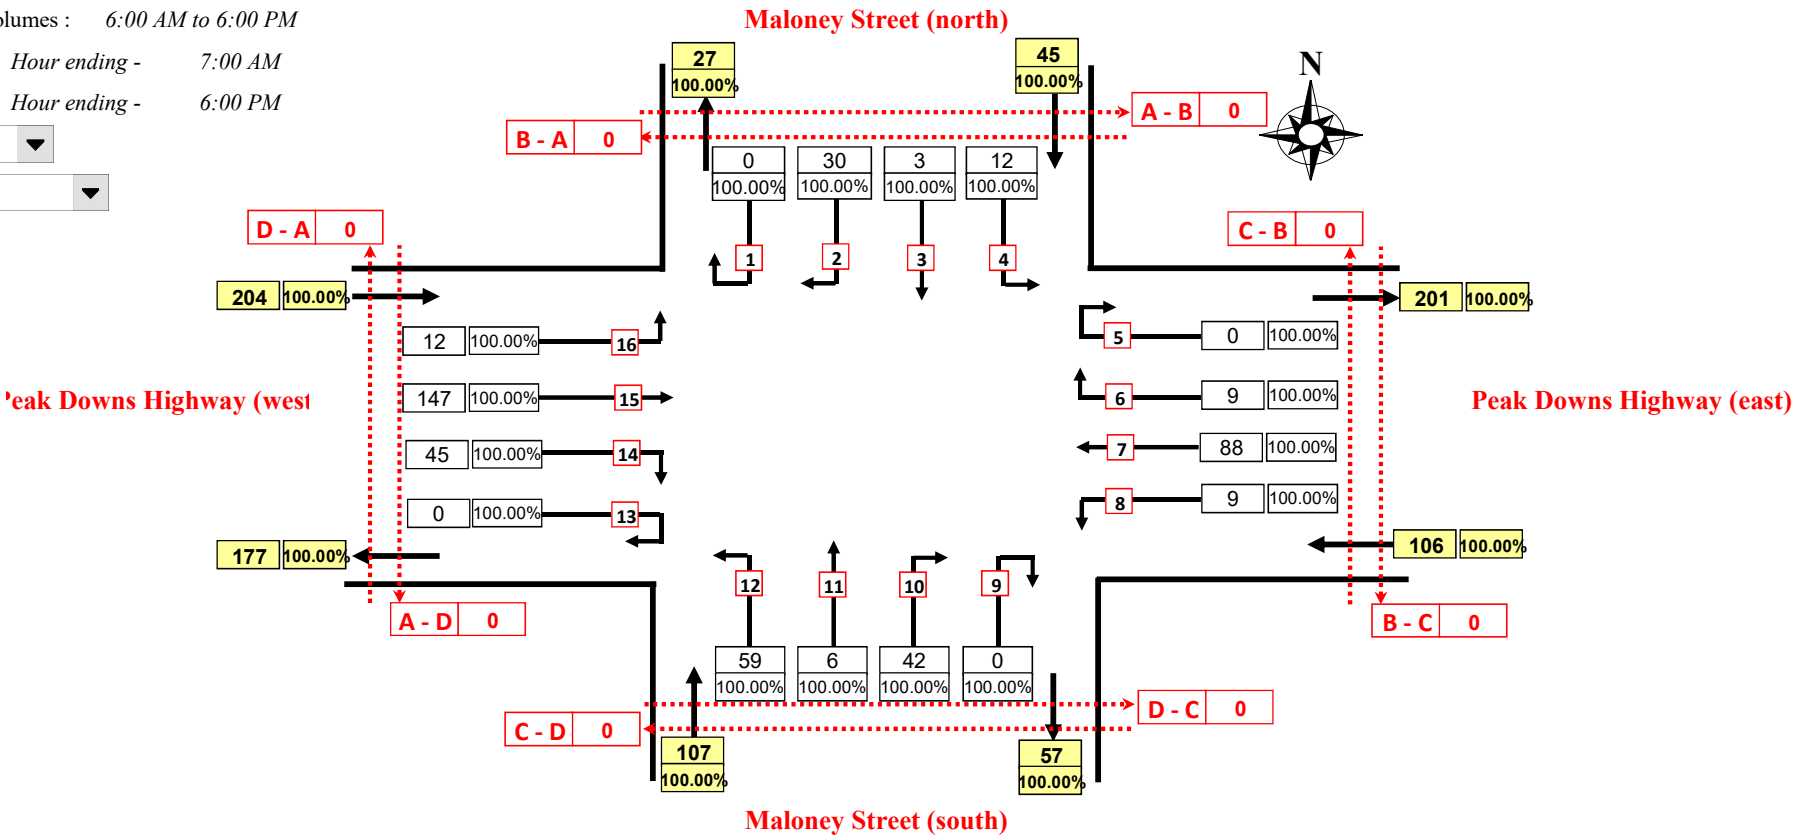 olumes : 6:00 AM to 6:00 PM
Hour ending - 7:00 AM
Hour ending - 6:00 PM
Maloney Street (north)
N
27
100.00%
45
100.00%
A - B 0
B - A 0
0 30 3 12
100.00% 100.00% 100.00% 100.00%
D - A 0
C - B 0
1 2 3 4
204 100.00%
201 100.00%
12 100.00% 16
5 0 100.00%
147 100.00% 15
6 9 100.00%
Peak Downs Highway (west
Peak Downs Highway (east)
45 100.00% 14
7 88 100.00%
0 100.00% 13
8 9 100.00%
177 100.00%
106 100.00%
12 11 10 9
A - D 0
B - C 0
59 6 42 0
100.00% 100.00% 100.00% 100.00%
D - C 0
C - D 0
107
100.00%
57
100.00%
Maloney Street (south)